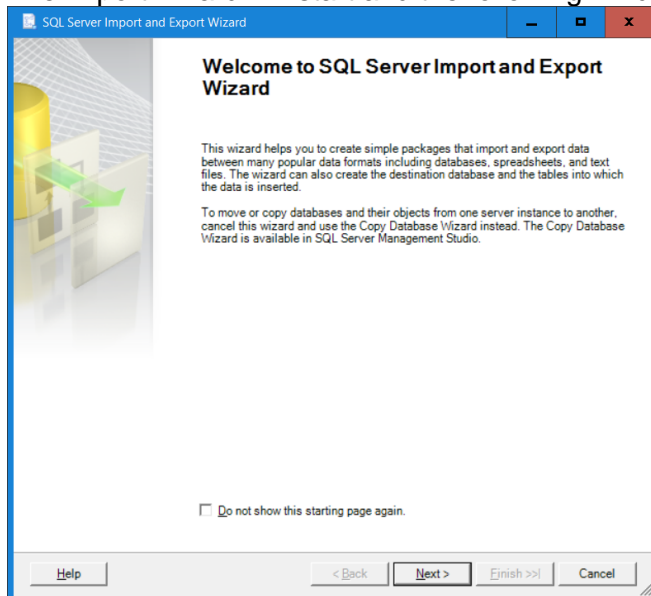 SQL Server Import and Export Wizard
Welcome to SQL Server Import and Export
Wizard
This wizard helps you to create simple packages that import and export data
between many popular data formats including databases, spreadsheets, and text
files. The wizard can also create the destination database and the tables into which
the data is inserted.
To move or copy databases and their objects from one server instance to another,
cancel this wizard and use the Copy Database Wizard instead. The Copy Database
Wizard is available in SQL Server Management Studio.
Do not show this starting page again.
Help < Back Next > Finish >>| Cancel